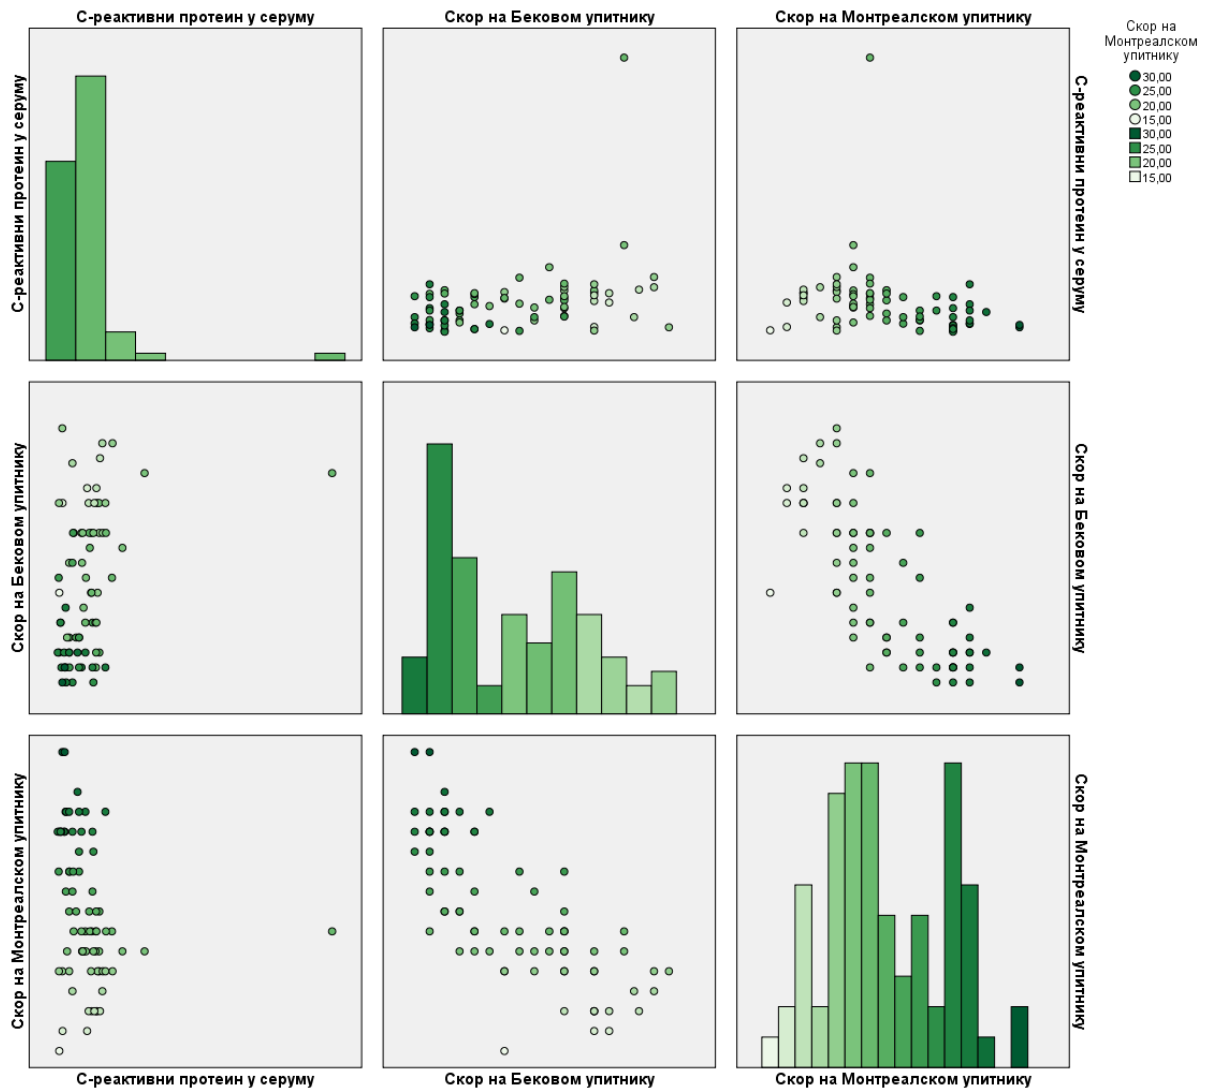 С-реактивни протеин у серуму
Скор на Бековом упитнику
Скор на Монтреалском упитнику
Скор на
Монтреалском
упитнику
30,00
25,00
20,00
15,00
30,00
25,00
20,00
15,00
С-реактивни протеин у серуму
С-реактивни протеин у серуму
Скор на Бековом упитнику
Скор на Бековом упитнику
Скор на Монтреалском упитнику
Скор на Монтреалском упитнику
С-реактивни протеин у серуму
Скор на Бековом упитнику
Скор на Монтреалском упитнику